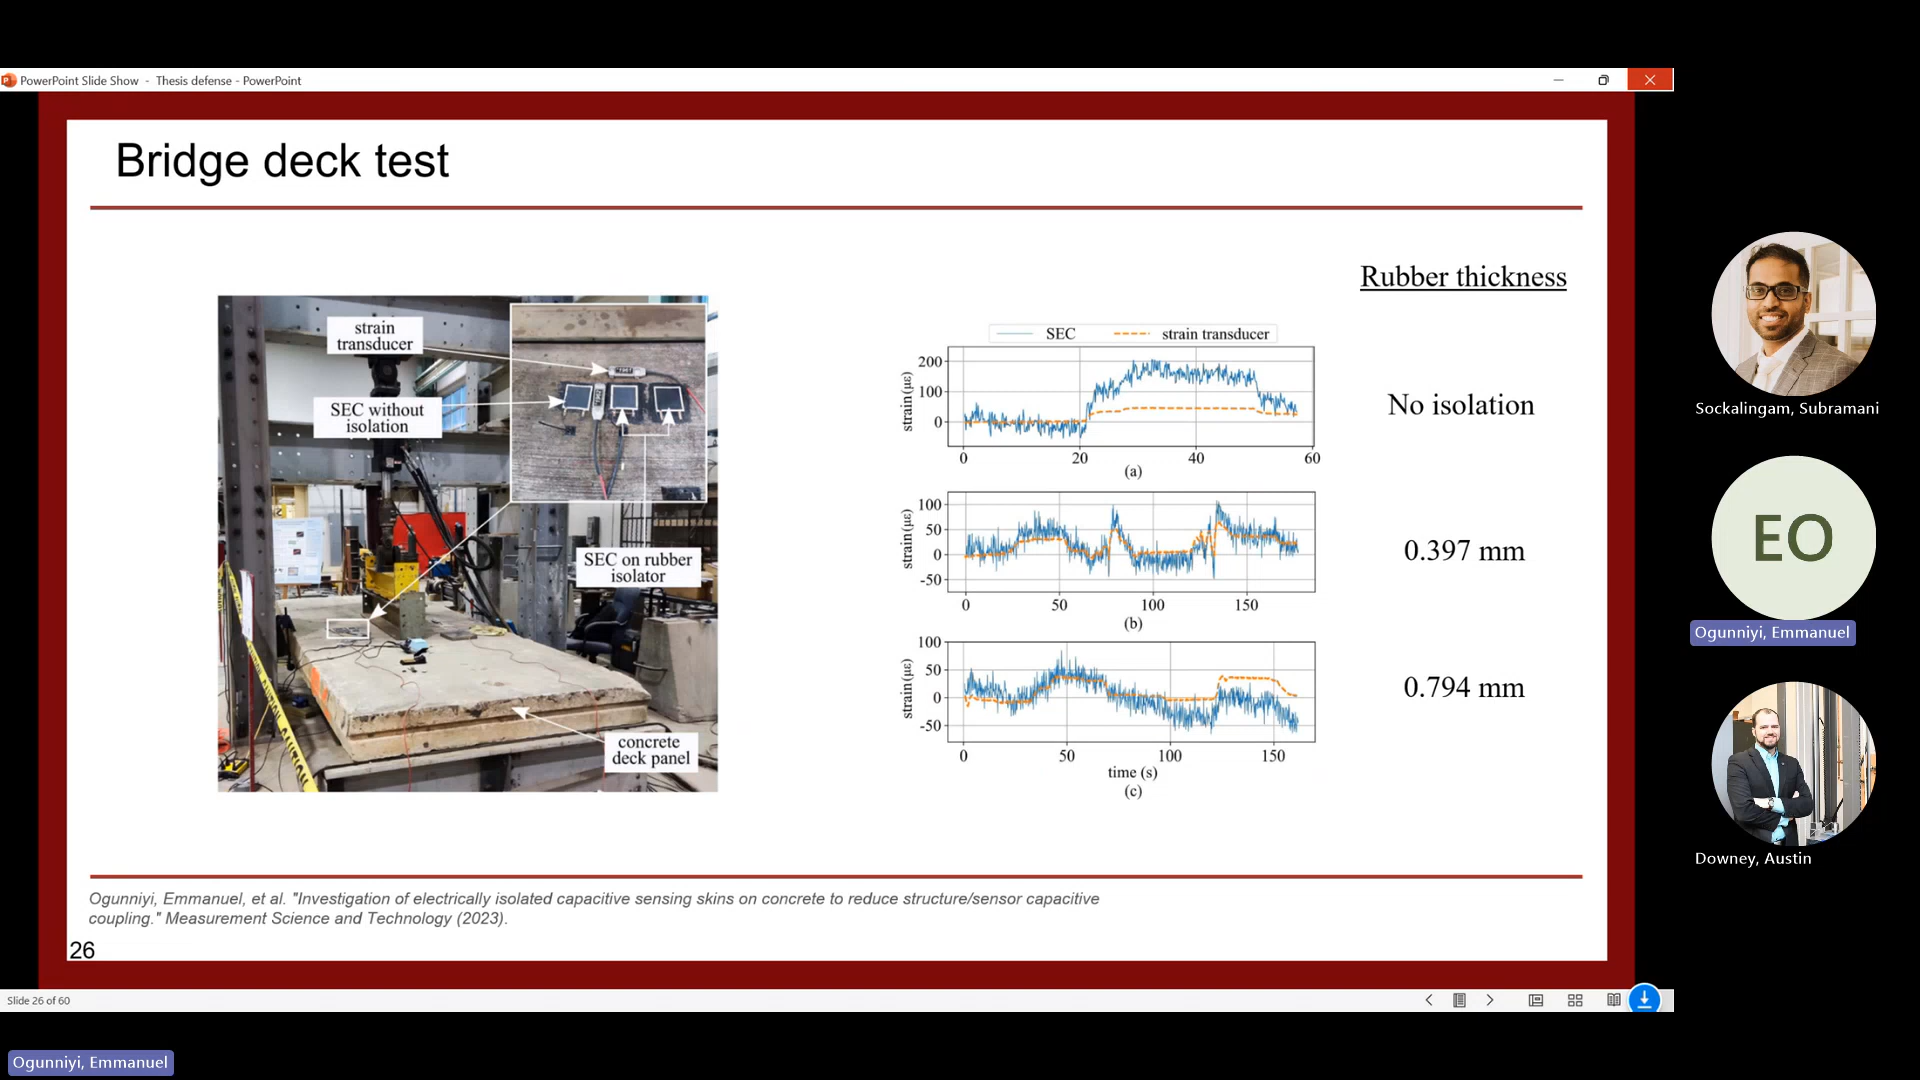 PowerPoint Slide Show - Thesis defense - PowerPoint
Bridge deck test
Rubber thickness
strain
transducer
SEC without
isolation
SEC on rubber
isolator
concrete
deck panel
SEC
strain transducer
strain(µε)
200
100
0
0
20
40
60
(a)
No isolation
strain(µε)
100
50
0
-50
0
50
100
150
(b)
0.397 mm
strain(µε)
100
50
0
-50
0
50
100
150
time (s)
(c)
0.794 mm
Ogunniyi, Emmanuel, et al. "Investigation of electrically isolated capacitive sensing skins on concrete to reduce structure/sensor capacitive
coupling." Measurement Science and Technology (2023).
26
Slide 26 of 60
Sockalingam, Subramani
EO
Ogunniyi, Emmanuel
Downey, Austin
Ogunniyi, Emmanuel